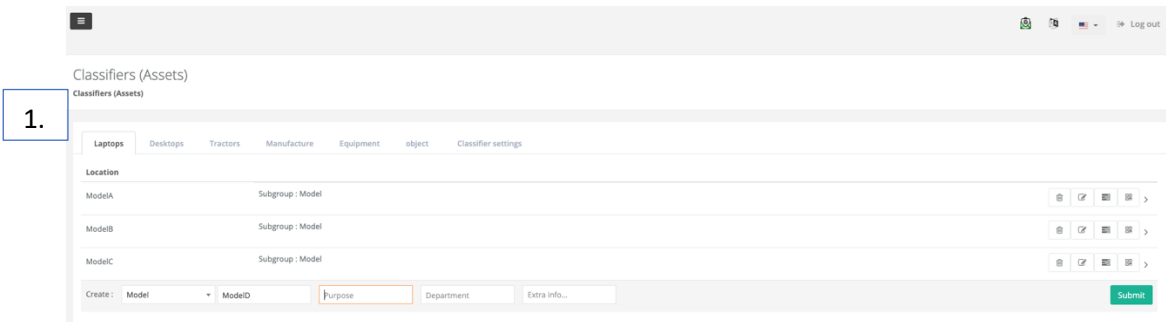 Log out
Classifiers (Assets)
Classifiers (Assets)
1.
Laptops Desktops Tractors Manufacture Equipment object Classifier settings
Location
ModelA Subgroup : Model
ModelB Subgroup : Model
ModelC Subgroup : Model
Create : Model ModelD Purpose Department Extra info... Submit